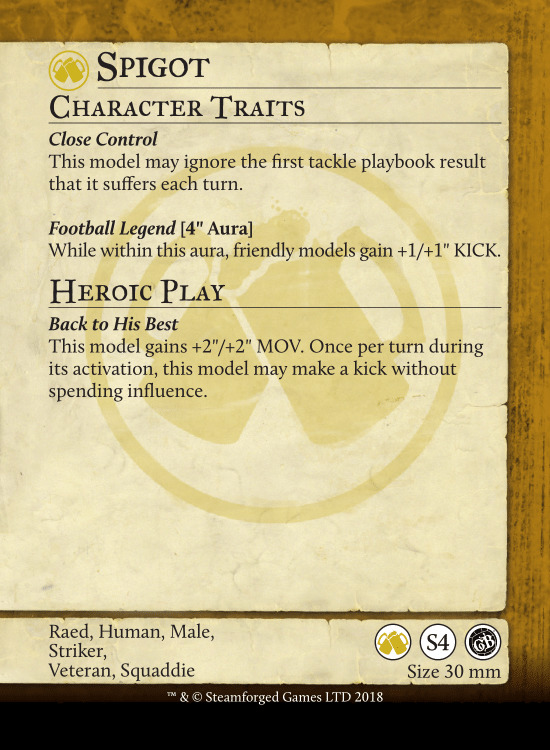 Spigot
Character Traits
Close Control
This model may ignore the first tackle playbook result
that it suffers each turn.
Football Legend [4" Aura]
While within this aura, friendly models gain +1/+1" KICK.
Heroic Play
Back to His Best
This model gains +2"/+2" MOV. Once per turn during
its activation, this model may make a kick without
spending influence.
Raed, Human, Male,
Striker,
Veteran, Squaddie
S4
GB
Size 30 mm
™ & © Steamforged Games LTD 2018